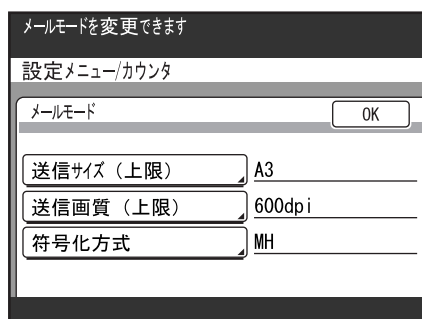 メールモードを変更できます
設定メニュー/カウンタ
メールモード OK
送信サイズ（上限） A3
送信画質（上限） 600dpi
符号化方式 MH